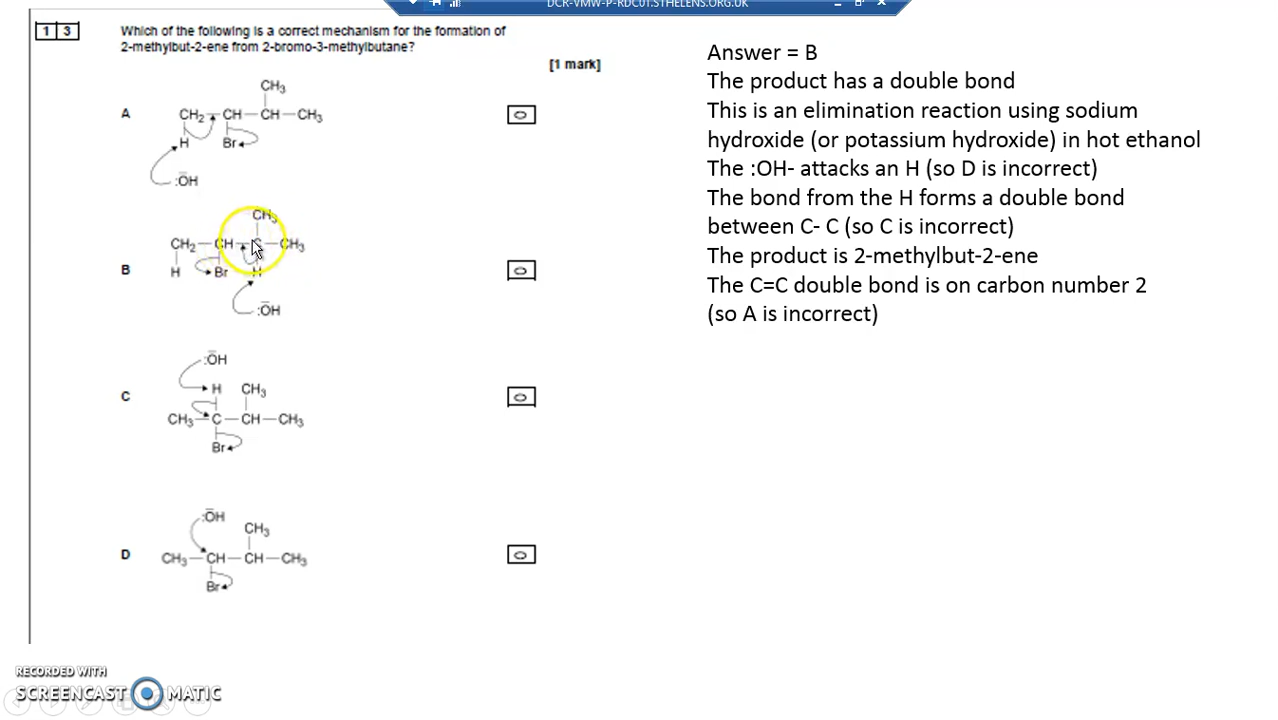 DCR-VMW-P-RDC01.STHELENS.ORG.UK
1 3
Which of the following is a correct mechanism for the formation of
2-methylbut-2-ene from 2-bromo-3-methylbutane?
[1 mark]
A
CH₃
CH₂—CH—CH—CH₃
H Br
:ŌH
B
CH₃
CH₂—CH—C—CH₃
H Br H
:ŌH
C
:ŌH
H CH₃
CH₃—C—CH—CH₃
Br
D
:ŌH
CH₃
CH₃—CH—CH—CH₃
Br
Answer = B
The product has a double bond
This is an elimination reaction using sodium
hydroxide (or potassium hydroxide) in hot ethanol
The :OH- attacks an H (so D is incorrect)
The bond from the H forms a double bond
between C- C (so C is incorrect)
The product is 2-methylbut-2-ene
The C=C double bond is on carbon number 2
(so A is incorrect)
RECORDED WITH
SCREENCAST MATIC